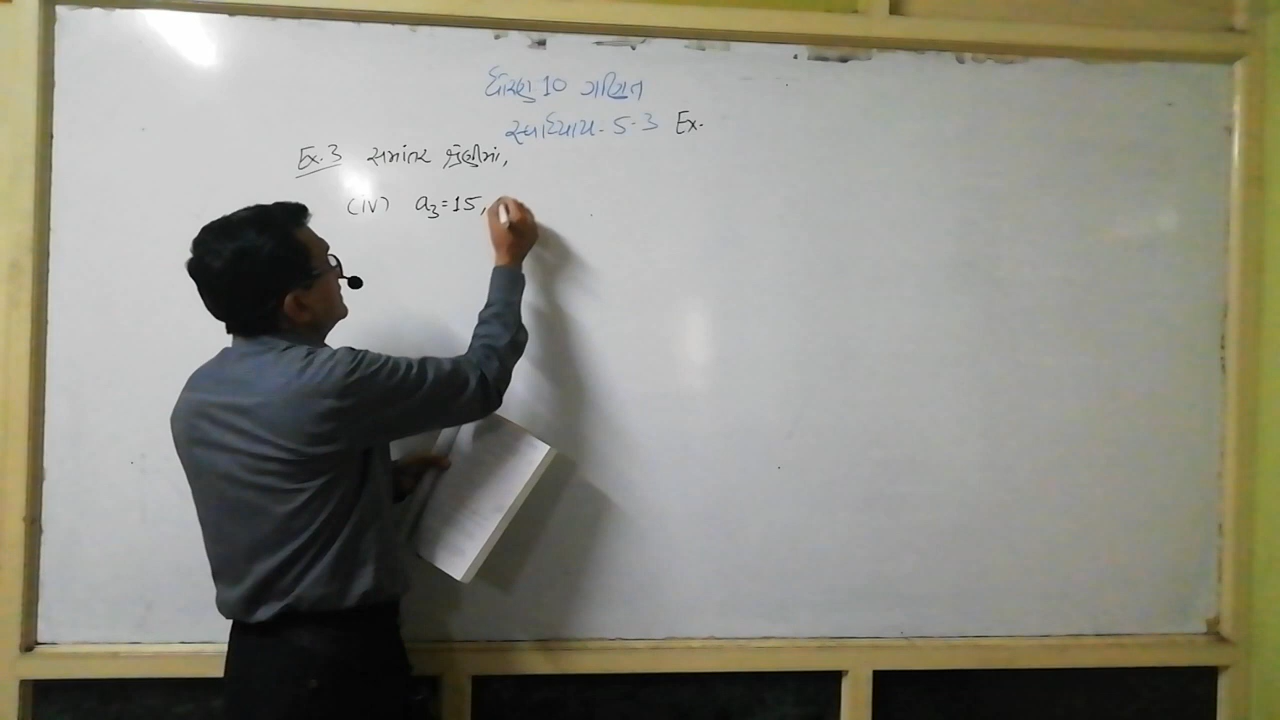 ધોરણ 10 ગણિત
સ્વાધ્યાય- 5.3 Ex.
Ex.3 સમાંતર શ્રેણીમાં,
(iv) a₃=15,